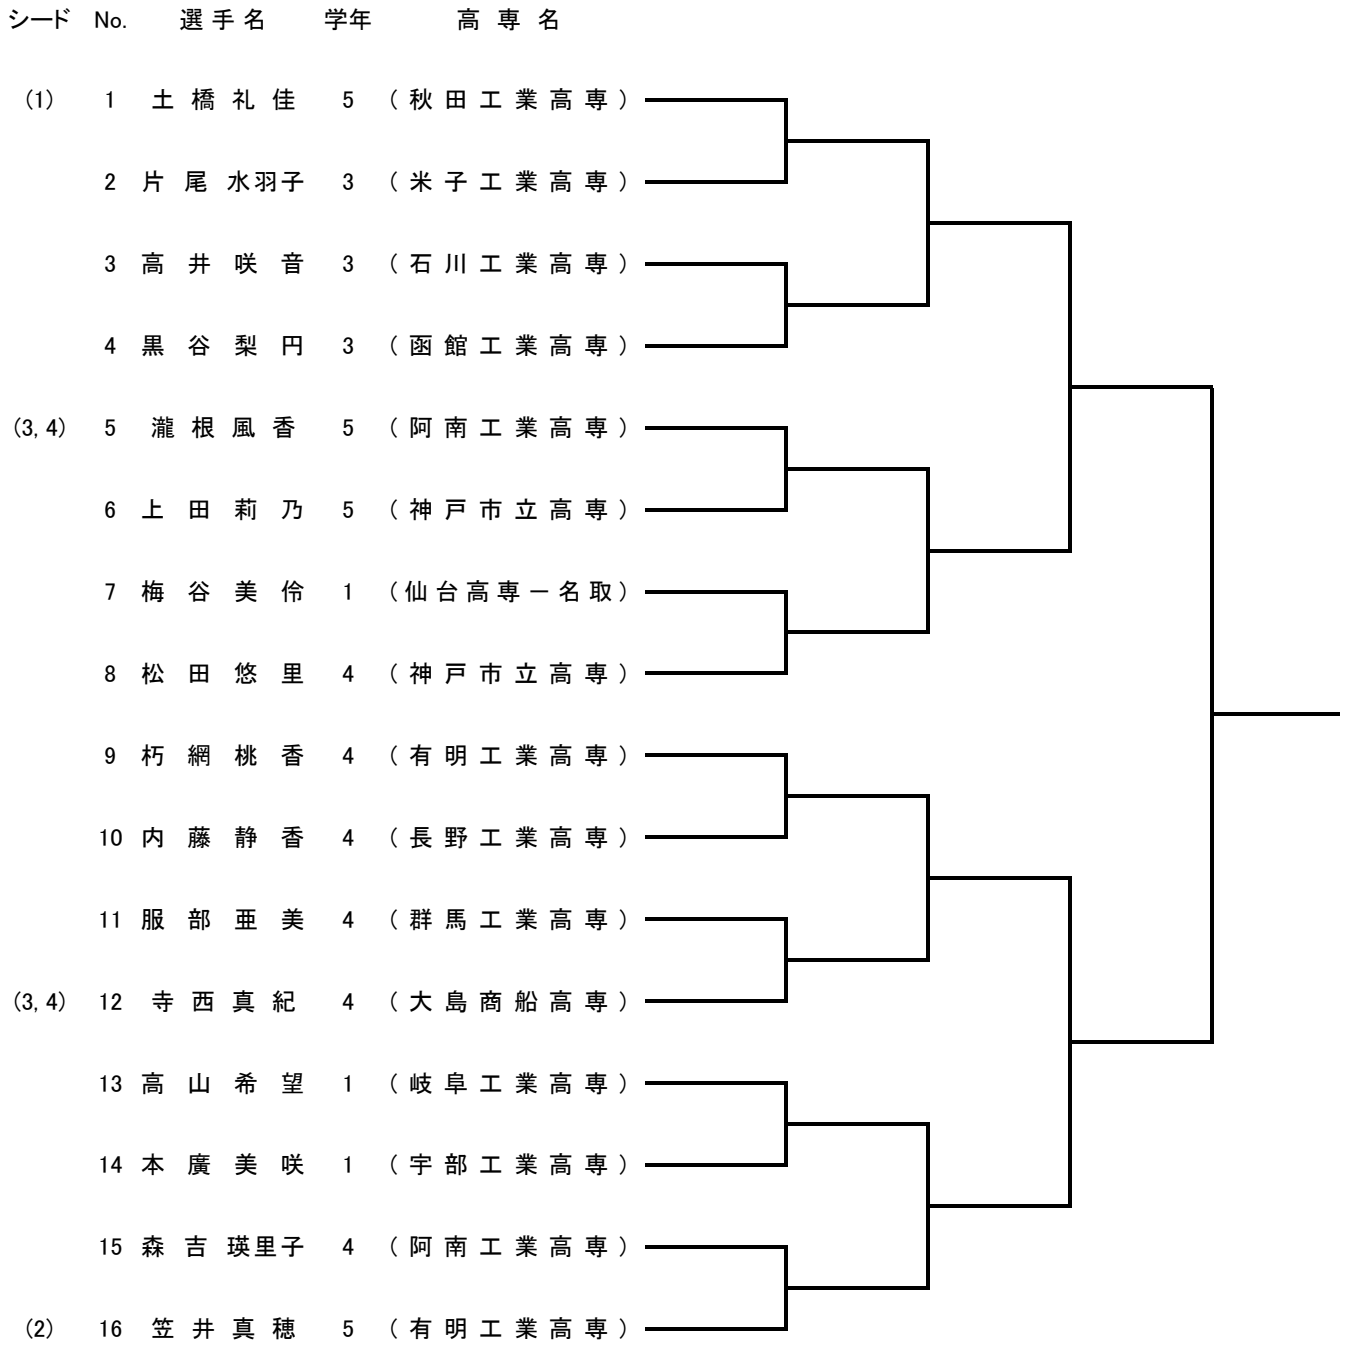 シード No. 選手名 学年 高専名
(1) 1 土橋礼佳 5 (秋田工業高専)
2 片尾水羽子 3 (米子工業高専)
3 高井咲音 3 (石川工業高専)
4 黒谷梨円 3 (函館工業高専)
(3,4) 5 瀧根風香 5 (阿南工業高専)
6 上田莉乃 5 (神戸市立高専)
7 梅谷美伶 1 (仙台高専－名取)
8 松田悠里 4 (神戸市立高専)
9 朽網桃香 4 (有明工業高専)
10 内藤静香 4 (長野工業高専)
11 服部亜美 4 (群馬工業高専)
(3,4) 12 寺西真紀 4 (大島商船高専)
13 高山希望 1 (岐阜工業高専)
14 本廣美咲 1 (宇部工業高専)
15 森吉瑛里子 4 (阿南工業高専)
(2) 16 笠井真穂 5 (有明工業高専)